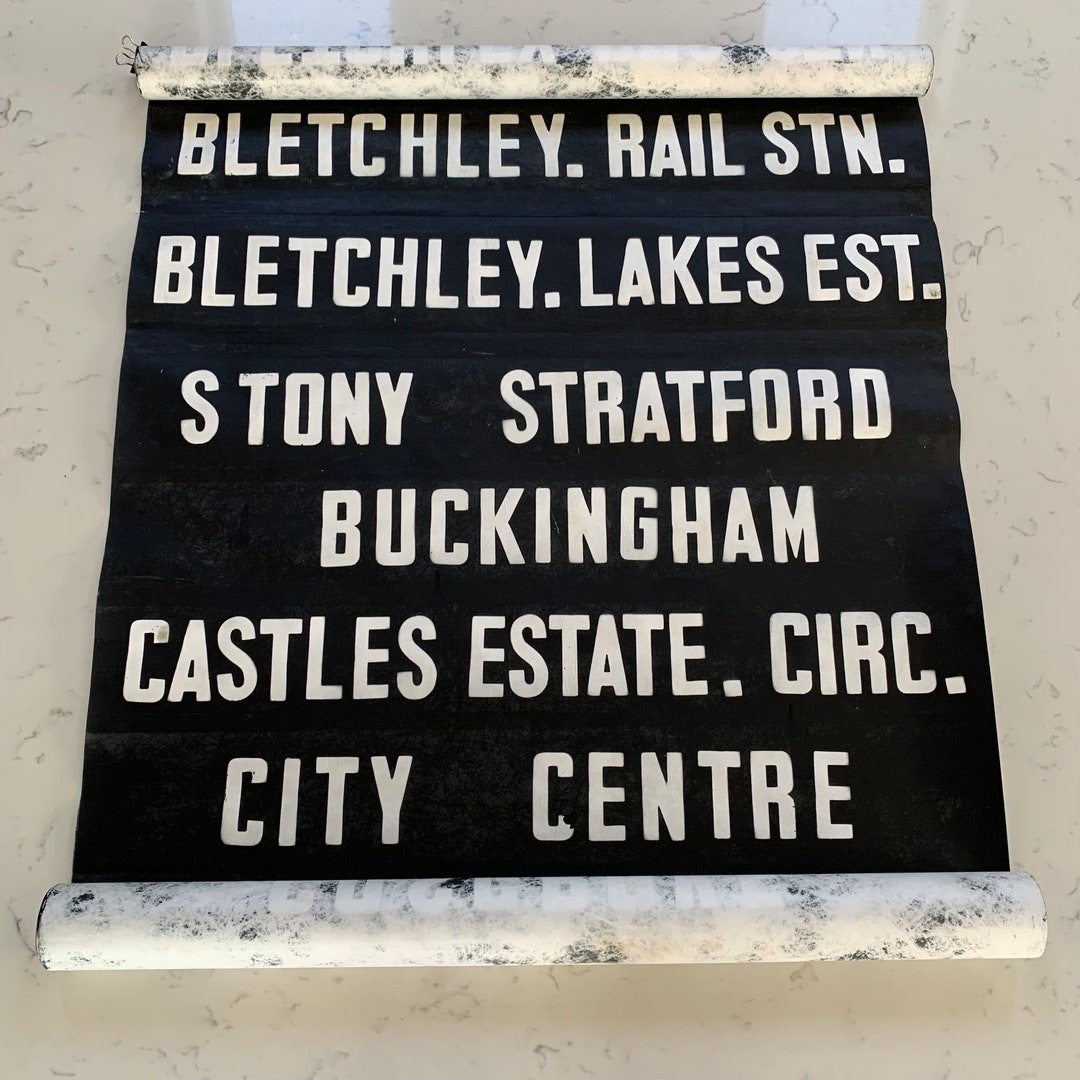 BLETCHLEY. RAIL STN.
BLETCHLEY. LAKES EST.
STONY STRATFORD
BUCKINGHAM
CASTLES ESTATE. CIRC.
CITY CENTRE